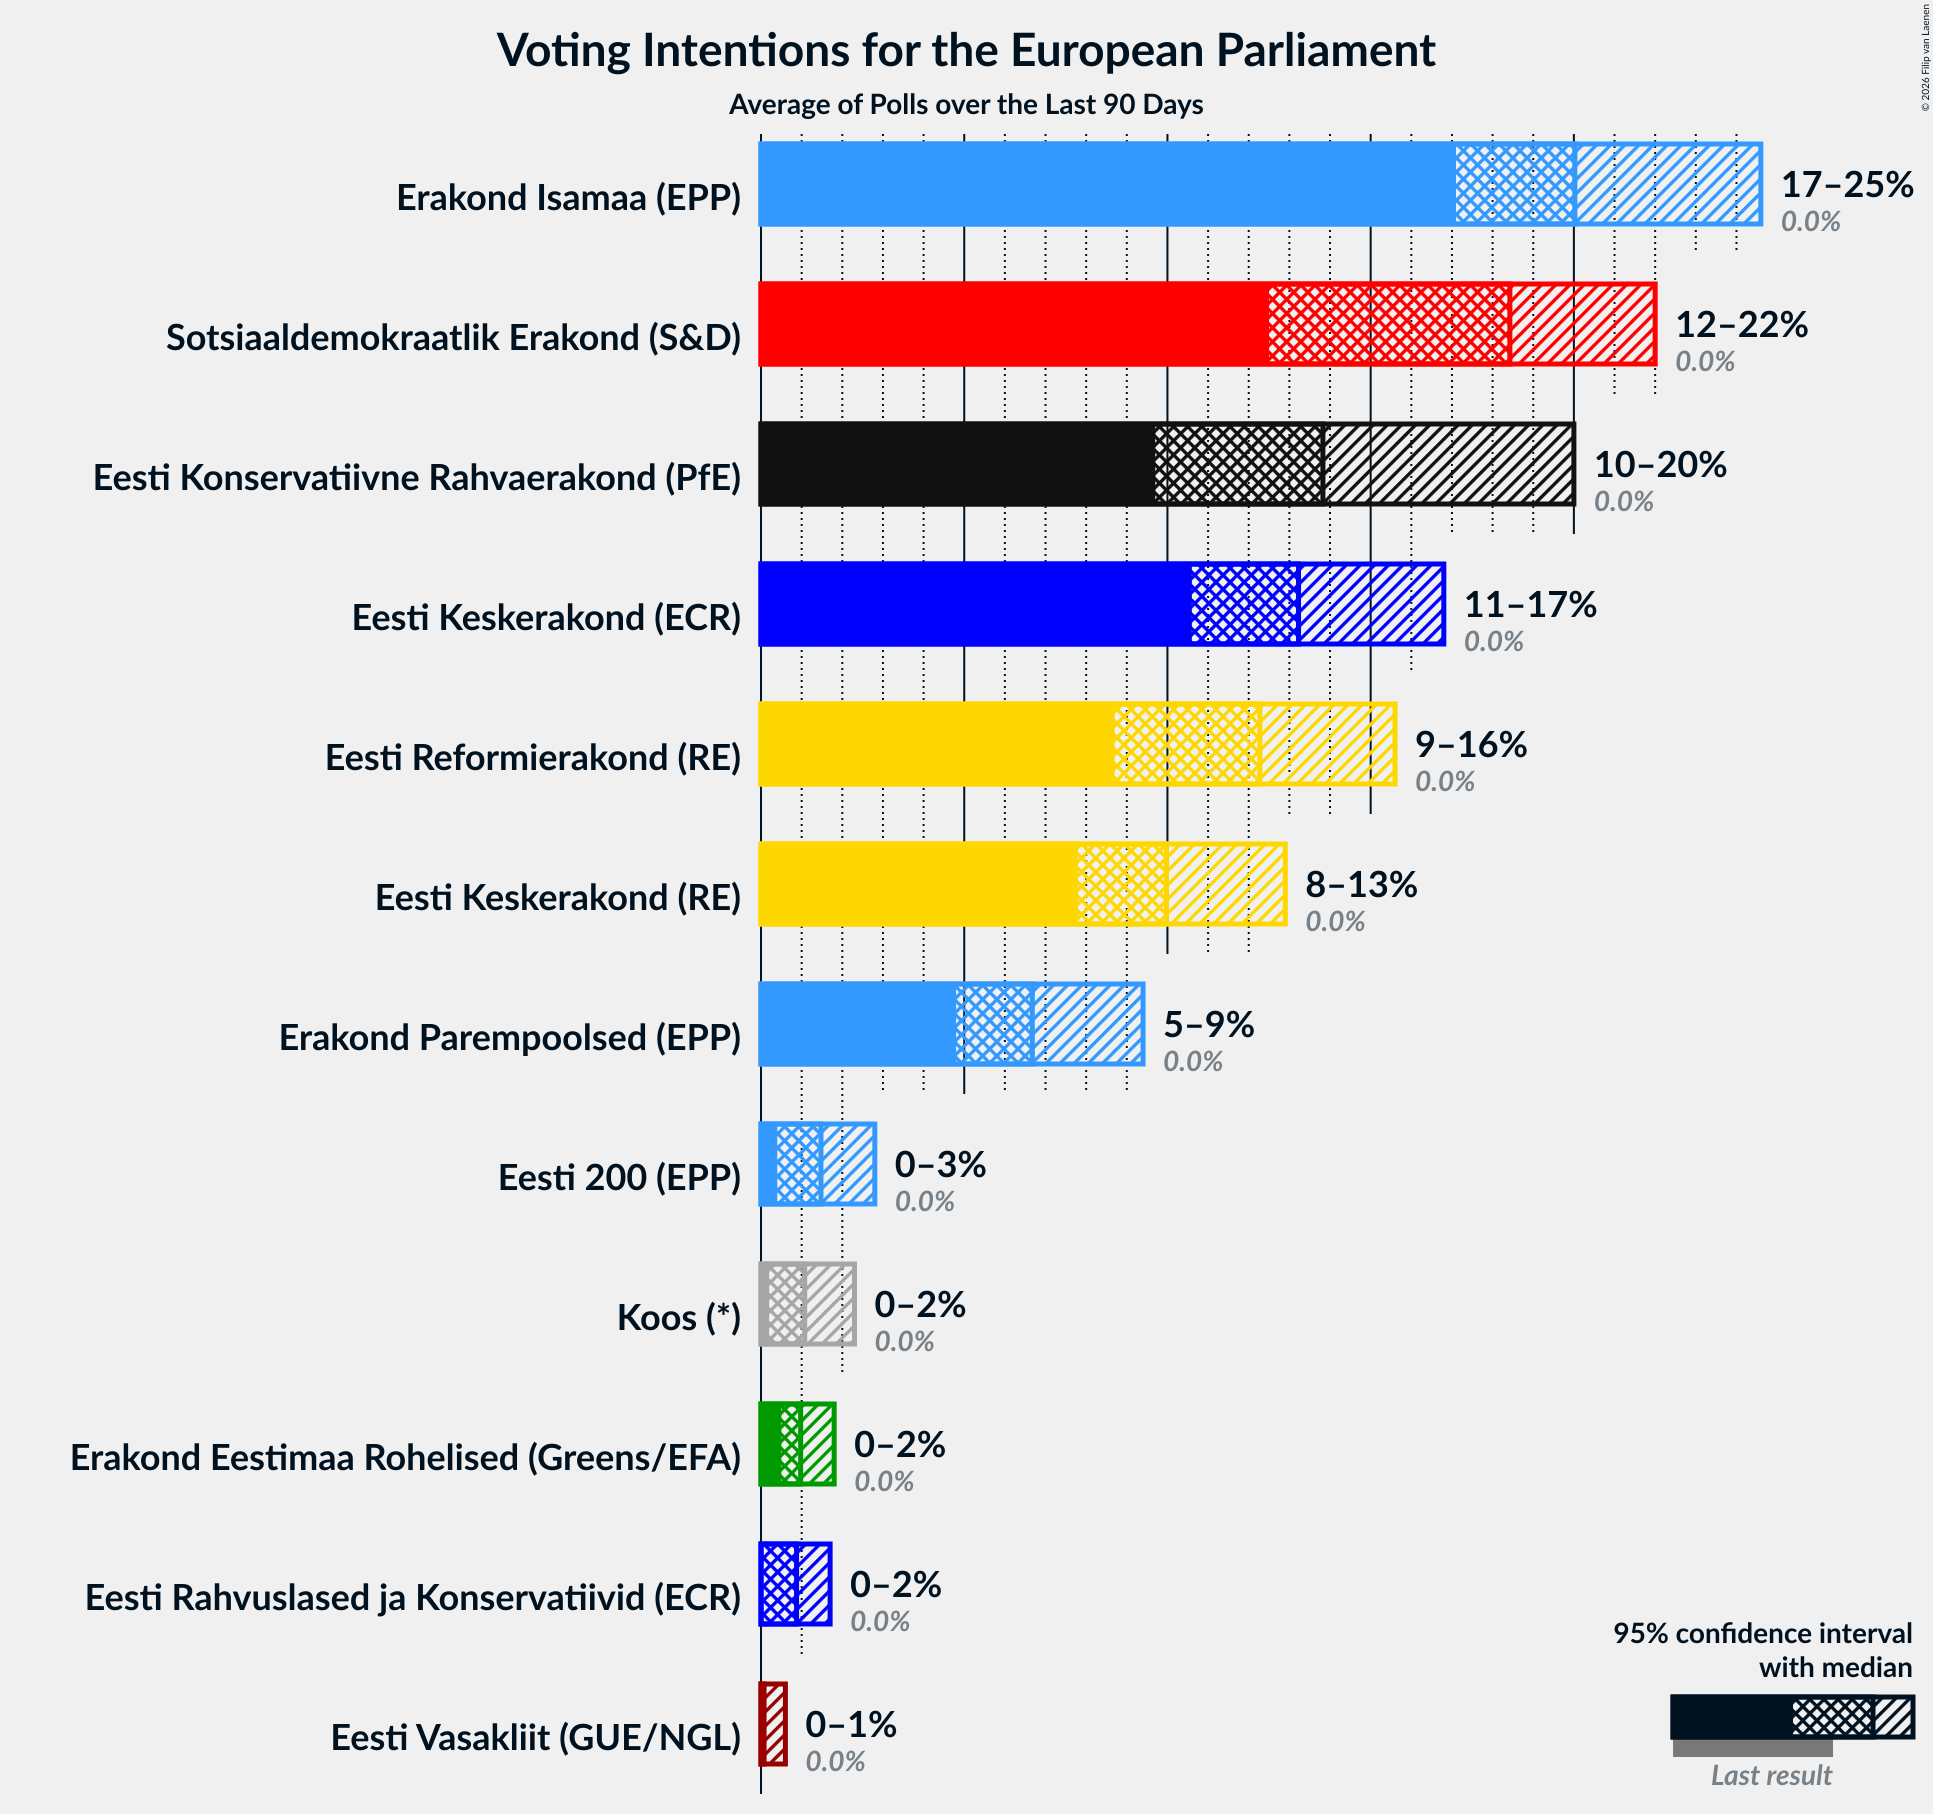 Voting Intentions for the European Parliament
Average of Polls over the Last 90 Days
© 2026 Filip van Laenen
Erakond Isamaa (EPP)
17–25%
0.0%
Sotsiaaldemokraatlik Erakond (S&D)
12–22%
0.0%
Eesti Konservatiivne Rahvaerakond (PfE)
10–20%
0.0%
Eesti Keskerakond (ECR)
11–17%
0.0%
Eesti Reformierakond (RE)
9–16%
0.0%
Eesti Keskerakond (RE)
8–13%
0.0%
Erakond Parempoolsed (EPP)
5–9%
0.0%
Eesti 200 (EPP)
0–3%
0.0%
Koos (*)
0–2%
0.0%
Erakond Eestimaa Rohelised (Greens/EFA)
0–2%
0.0%
Eesti Rahvuslased ja Konservatiivid (ECR)
0–2%
0.0%
Eesti Vasakliit (GUE/NGL)
0–1%
0.0%
95% confidence interval
with median
Last result